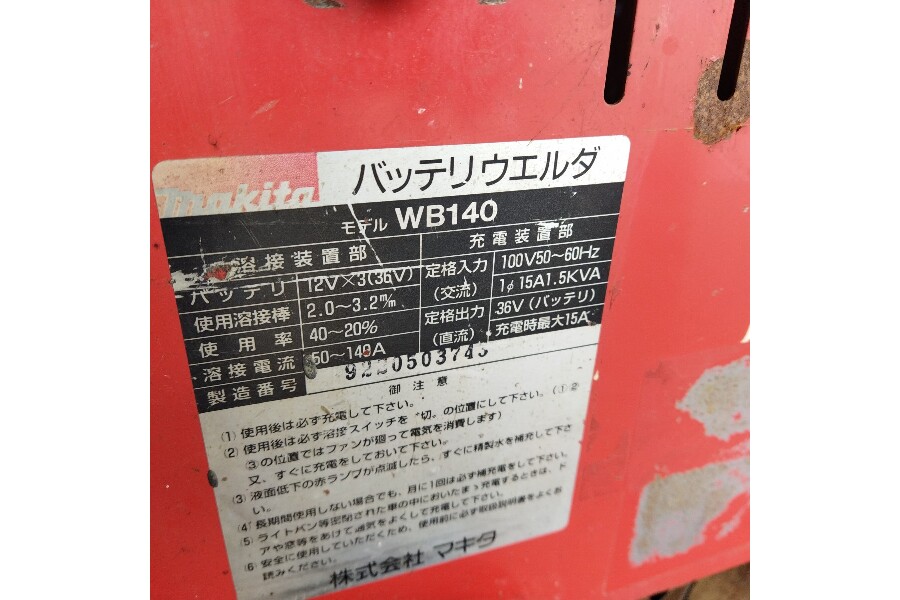 makita バッテリウエルダ
モデル WB140
溶接装置部 充電装置部
バッテリ 12V×3(36V) 定格入力(交流) 100V50～60Hz 1φ15A1.5KVA
使用溶接棒 2.0～3.2㎜
使用率 40～20% 定格出力(直流) 36V(バッテリ) 充電時最大15A
溶接電流 50～140A
製造番号
御注意
(1) 使用後は必ず充電して下さい。
(2) 使用後は必ず溶接スイッチを〝切〟の位置にして下さい。(①②
③の位置ではファンが廻って電気を消費します)
又、すぐに充電をしておいて下さい。
(3) 液面低下の赤ランプが点滅したら、すぐに精製水を補充して下さ
い。
(4) 長期間使用しない場合でも、月に1回は必ず補充電をして下さい。
(5) ライトバン等密閉された車の中においたまゝ充電するときは、ド
アや窓等をあけて通気をよくして充電して下さい。
(6) 安全に使用していただくため、使用前に必ず取扱説明書をよくお
読みください。
株式会社 マキタ